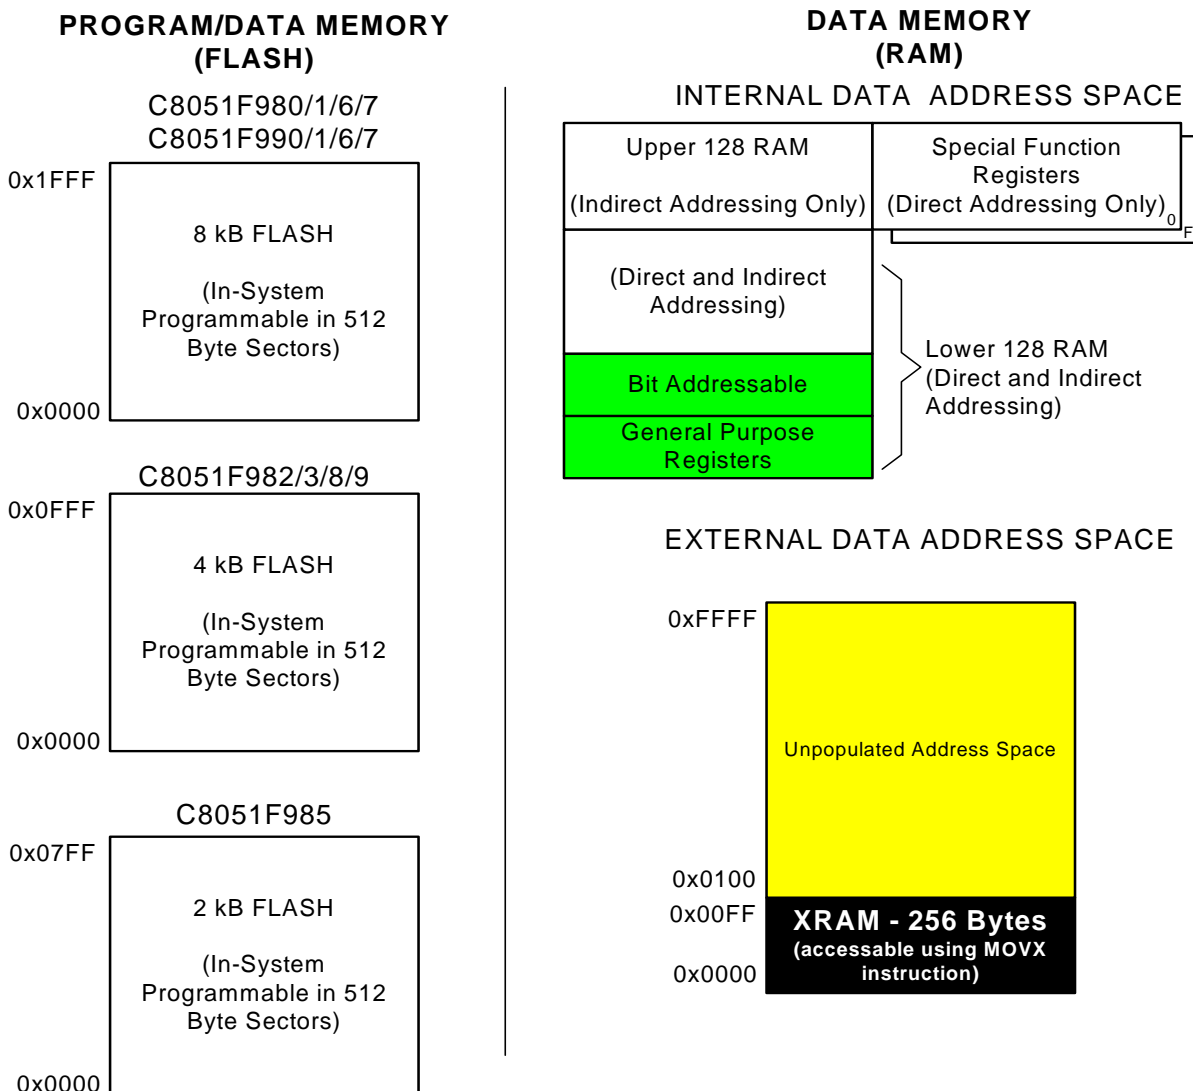 PROGRAM/DATA MEMORY
(FLASH)
C8051F980/1/6/7
C8051F990/1/6/7
0x1FFF
8 kB FLASH
(In-System
Programmable in 512
Byte Sectors)
0x0000
C8051F982/3/8/9
0x0FFF
4 kB FLASH
(In-System
Programmable in 512
Byte Sectors)
0x0000
C8051F985
0x07FF
2 kB FLASH
(In-System
Programmable in 512
Byte Sectors)
0x0000
DATA MEMORY
(RAM)
INTERNAL DATA ADDRESS SPACE
Upper 128 RAM
(Indirect Addressing Only)
Special Function
Registers
(Direct Addressing Only)
0
F
(Direct and Indirect
Addressing)
Bit Addressable
General Purpose
Registers
Lower 128 RAM
(Direct and Indirect
Addressing)
EXTERNAL DATA ADDRESS SPACE
0xFFFF
Unpopulated Address Space
0x0100
0x00FF
XRAM - 256 Bytes
(accessable using MOVX
instruction)
0x0000